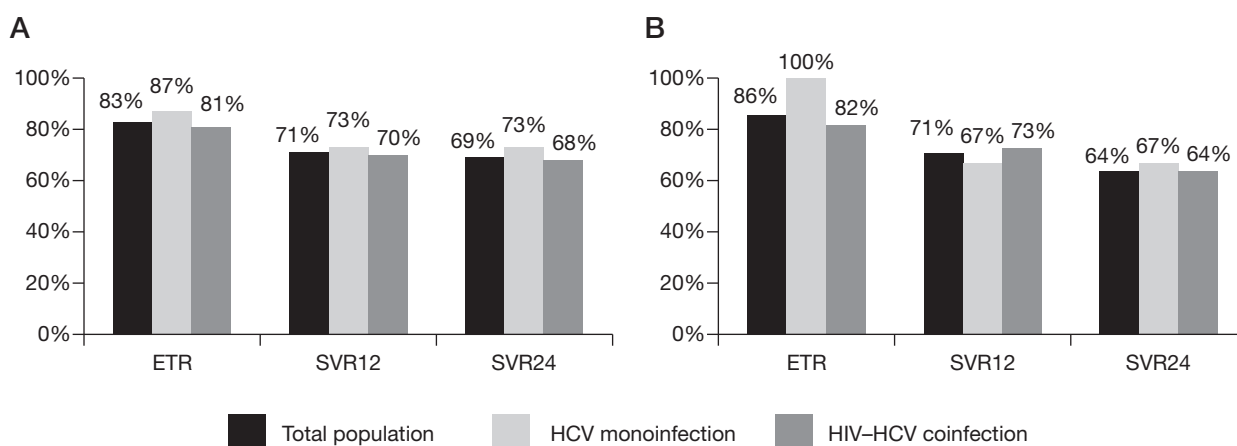 A
100%
80%
60%
40%
20%
0%
83%
87%
81%
71%
73%
70%
69%
73%
68%
ETR
SVR12
SVR24
B
100%
80%
60%
40%
20%
0%
86%
100%
82%
71%
67%
73%
64%
67%
64%
ETR
SVR12
SVR24
Total population
HCV monoinfection
HIV–HCV coinfection